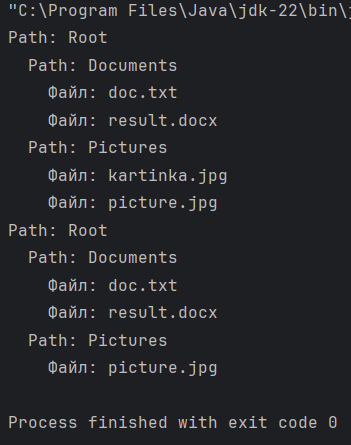 "C:\Program Files\Java\jdk-22\bin\j
Path: Root
Path: Documents
Файл: doc.txt
Файл: result.docx
Path: Pictures
Файл: kartinka.jpg
Файл: picture.jpg
Path: Root
Path: Documents
Файл: doc.txt
Файл: result.docx
Path: Pictures
Файл: picture.jpg
Process finished with exit code 0